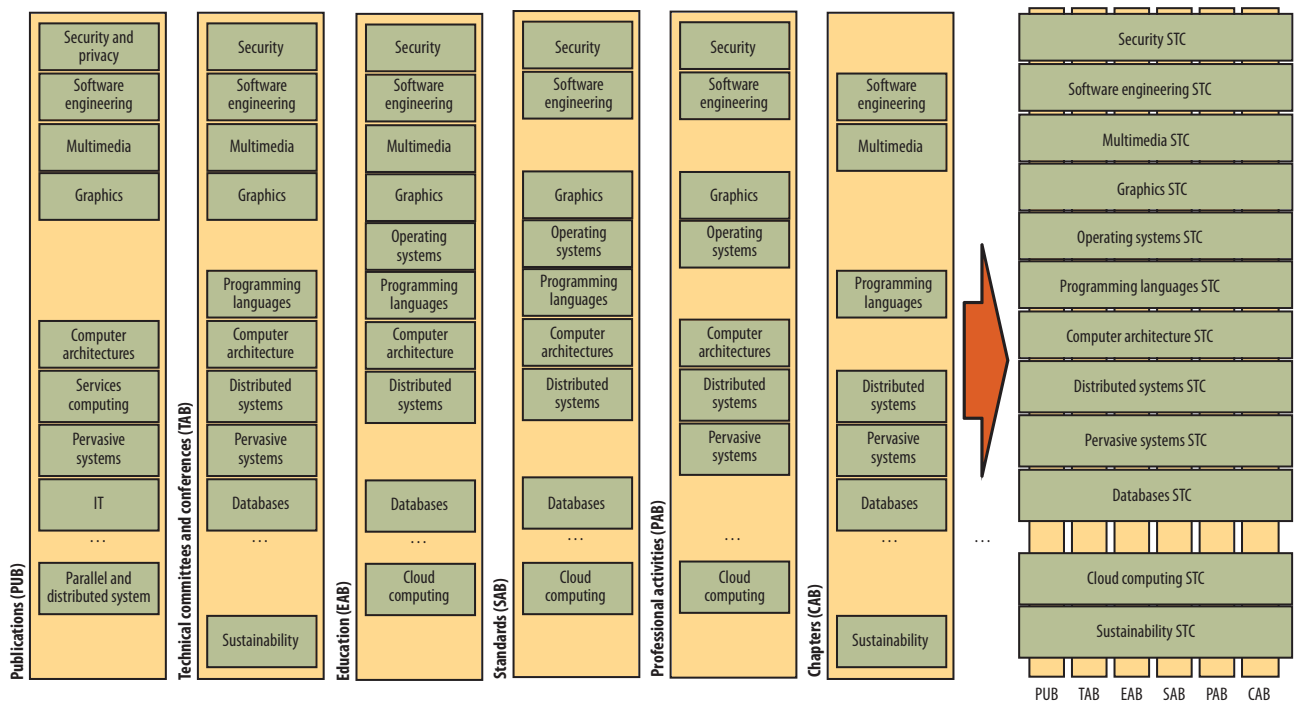 Publications (PUB)
Security and
privacy
Software
engineering
Multimedia
Graphics
Computer
architectures
Services
computing
Pervasive
systems
IT
...
Parallel and
distributed system
Technical committees and conferences (TAB)
Security
Software
engineering
Multimedia
Graphics
Programming
languages
Computer
architecture
Distributed
systems
Pervasive
systems
Databases
...
Sustainability
Education (EAB)
Security
Software
engineering
Multimedia
Graphics
Operating
systems
Programming
languages
Computer
architecture
Distributed
systems
Databases
...
Cloud
computing
Standards (SAB)
Security
Software
engineering
Graphics
Operating
systems
Programming
languages
Computer
architectures
Distributed
systems
Databases
...
Cloud
computing
Professional activities (PAB)
Security
Software
engineering
Graphics
Operating
systems
Computer
architectures
Distributed
systems
Pervasive
systems
...
Cloud
computing
Chapters (CAB)
Software
engineering
Multimedia
Programming
languages
Distributed
systems
Pervasive
systems
Databases
...
Sustainability
...
Security STC
Software engineering STC
Multimedia STC
Graphics STC
Operating systems STC
Programming languages STC
Computer architecture STC
Distributed systems STC
Pervasive systems STC
Databases STC
Cloud computing STC
Sustainability STC
PUB TAB EAB SAB PAB CAB